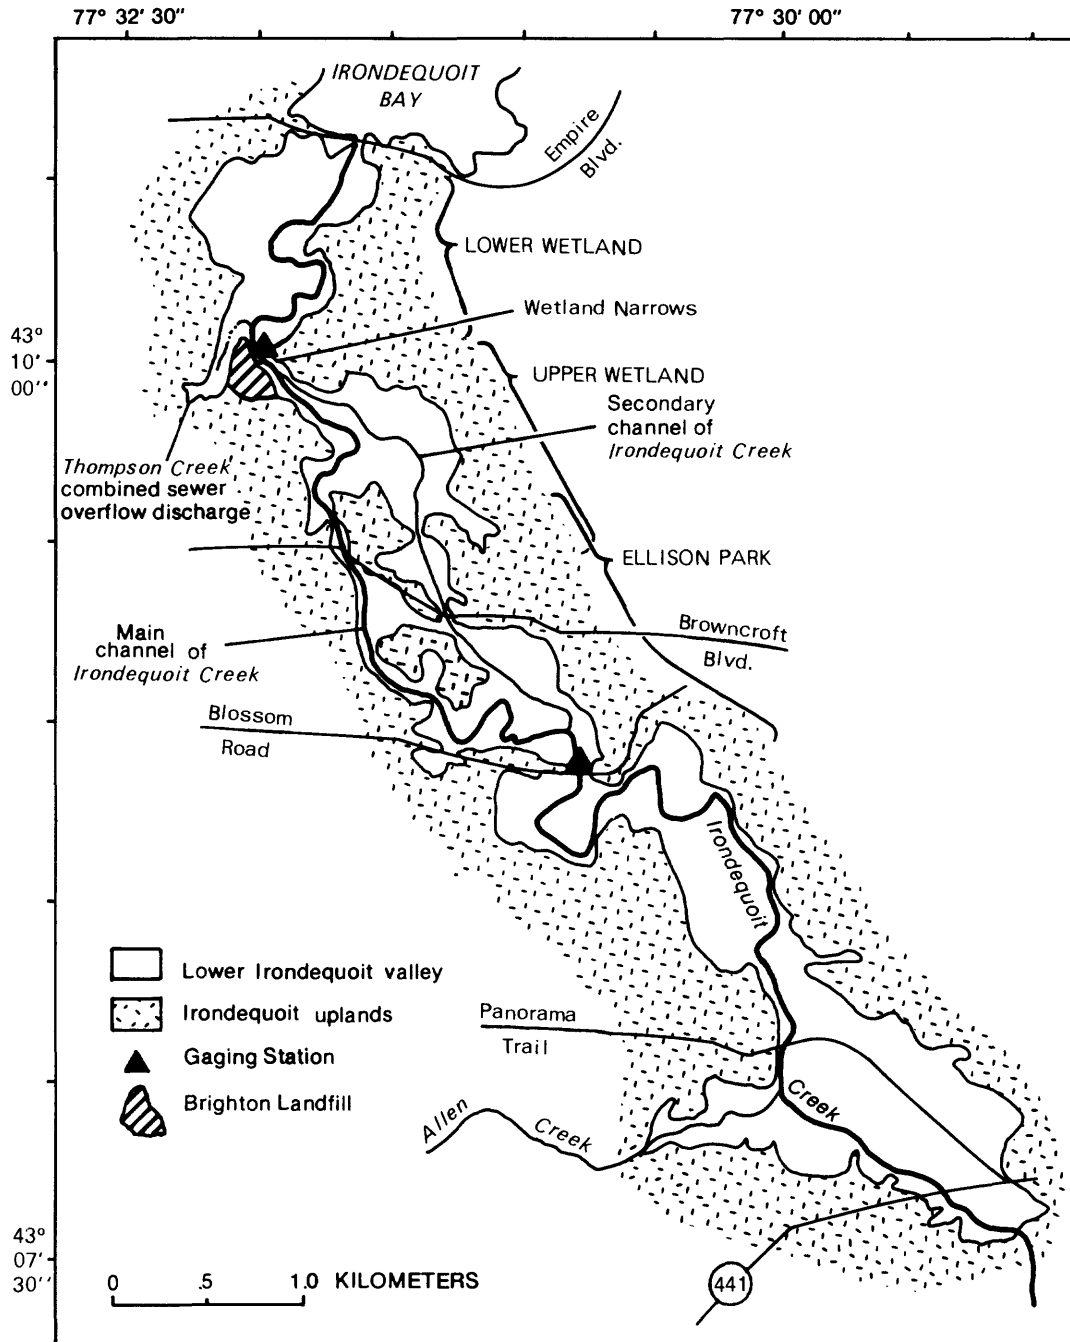 77° 32' 30"
77° 30' 00"
IRONDEQUOIT
BAY
Empire
Blvd.
LOWER WETLAND
Wetland Narrows
43°
10'
00"
UPPER WETLAND
Secondary
channel of
Irondequoit Creek
Thompson Creek
combined sewer
overflow discharge
ELLISON PARK
Browncroft
Blvd.
Main
channel of
Irondequoit Creek
Blossom
Road
Irondequoit
Creek
Lower Irondequoit valley
Irondequoit uplands
Gaging Station
Brighton Landfill
Panorama
Trail
Allen
Creek
43°
07'
30"
441
0 .5 1.0 KILOMETERS